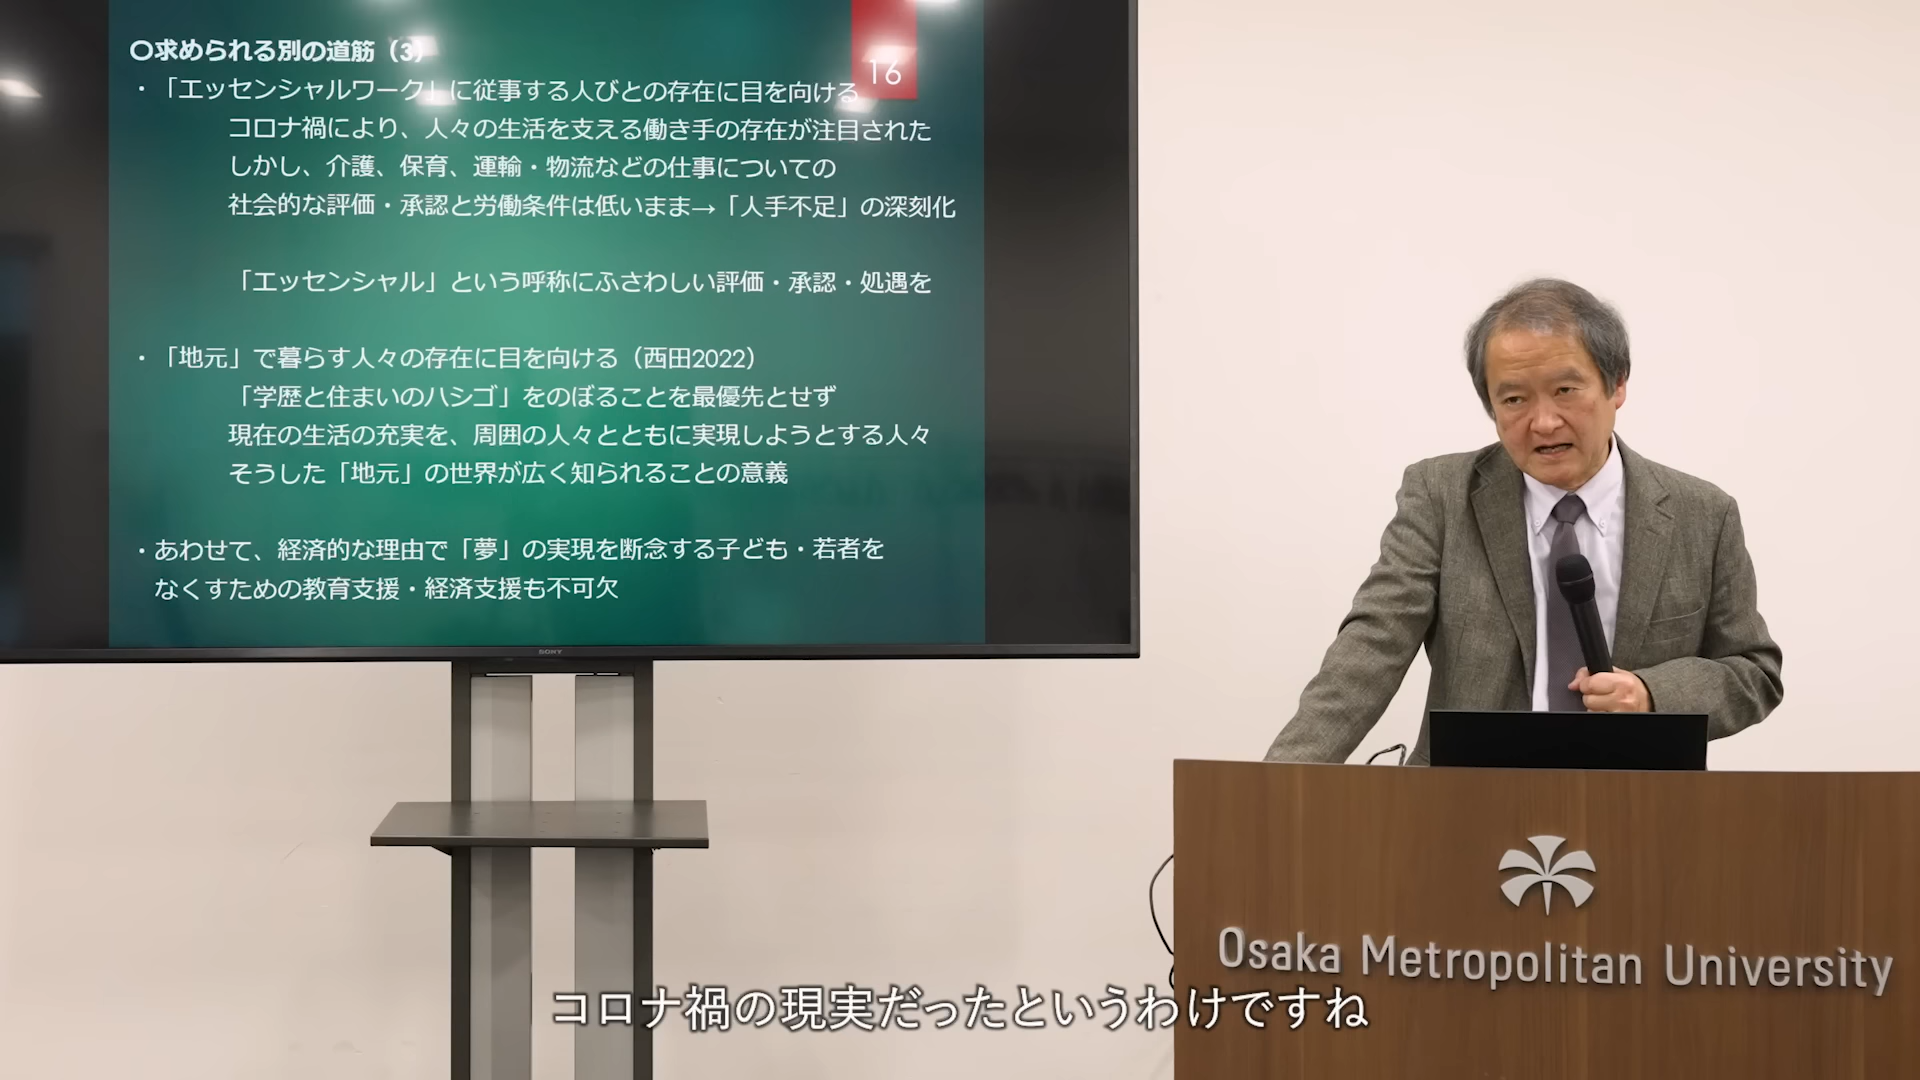 〇求められる別の道筋（3）
16
・「エッセンシャルワーク」に従事する人びとの存在に目を向ける
コロナ禍により、人々の生活を支える働き手の存在が注目された
しかし、介護、保育、運輸・物流などの仕事についての
社会的な評価・承認と労働条件は低いまま→「人手不足」の深刻化
「エッセンシャル」という呼称にふさわしい評価・承認・処遇を
・「地元」で暮らす人々の存在に目を向ける（西田2022）
「学歴と住まいのハシゴ」をのぼることを最優先とせず
現在の生活の充実を、周囲の人々とともに実現しようとする人々
そうした「地元」の世界が広く知られることの意義
・あわせて、経済的な理由で「夢」の実現を断念する子ども・若者を
なくすための教育支援・経済支援も不可欠
SONY
Osaka Metropolitan University
コロナ禍の現実だったというわけですね